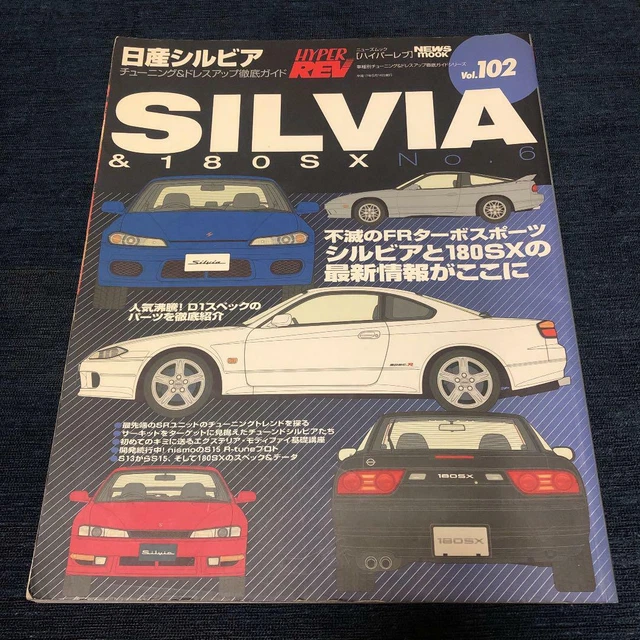 日産シルビア
チューニング&ドレスアップ徹底ガイド
HYPER
REV
ニューズムック
[ハイパーレブ]
NEWS
mook
車種別チューニング&ドレスアップ徹底ガイドシリーズ
Vol.102
SILVIA
& 180SX No.6
不滅のFRターボスポーツ
シルビアと180SXの
最新情報がここに
Silvia
人気沸騰! D1スペックの
パーツを徹底紹介
●最先端のSRユニットのチューニングトレンドを探る
●サーキットをターゲットに見据えたチューンドシルビアたち
●初めてのキミに送るエクステリア・モディファイ基礎講座
●開発続行中! nismoのS15 R-tuneプロト
●S13からS15、そして180SXのスペック&データ
Silvia
180SX
180SX